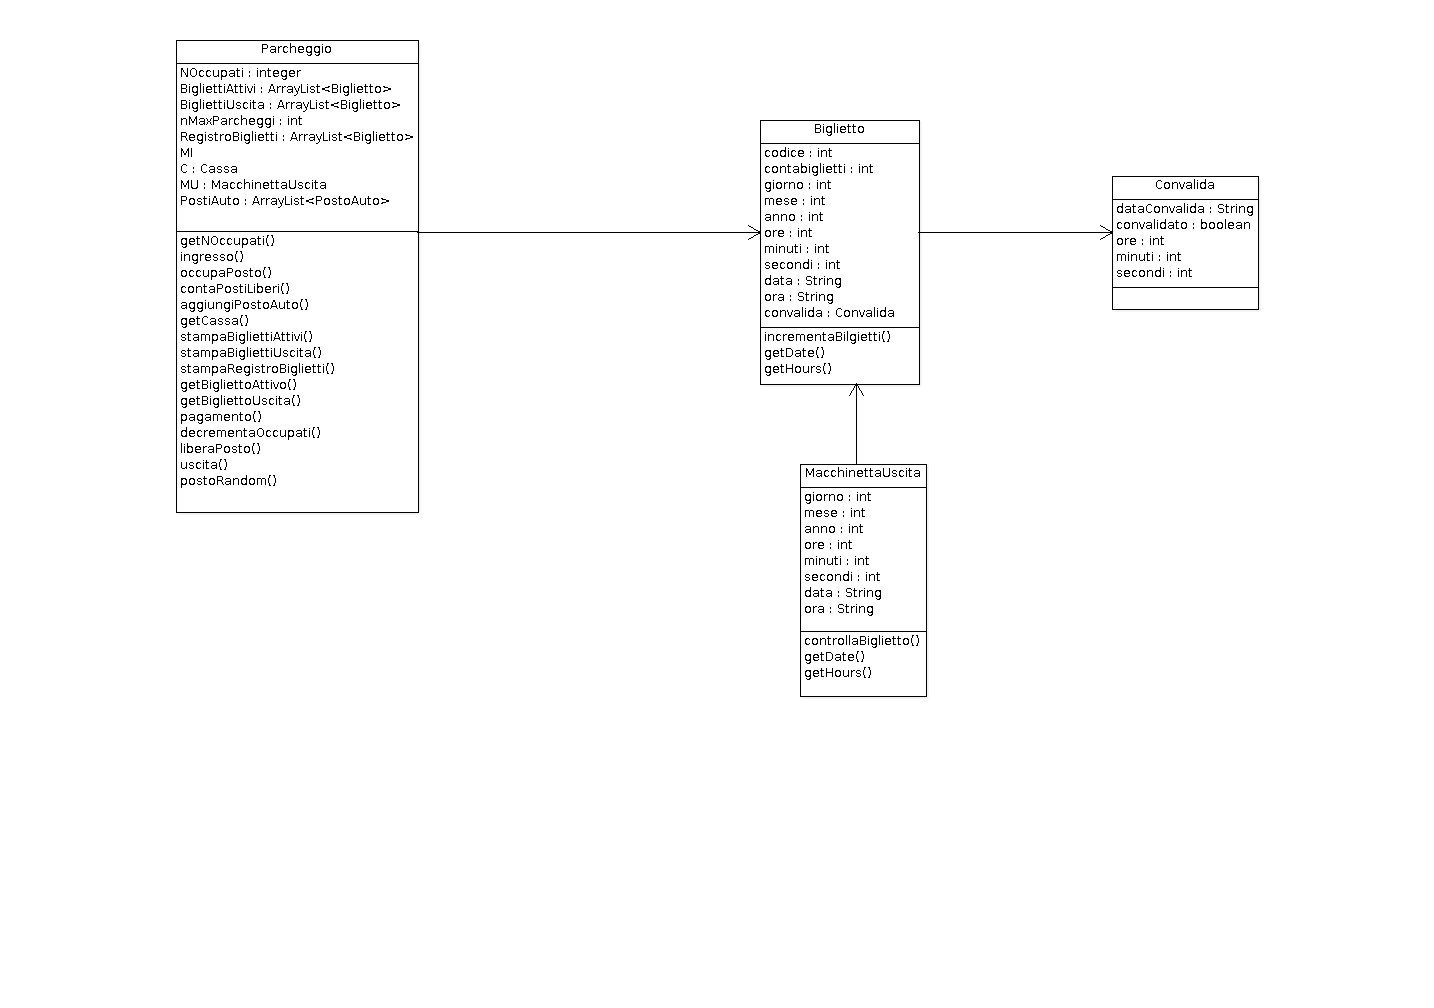 Parcheggio
NOccupati : integer
BigliettiAttivi : ArrayList<Biglietto>
BigliettiUscita : ArrayList<Biglietto>
nMaxParcheggi : int
RegistroBiglietti : ArrayList<Biglietto>
MI
C : Cassa
MU : MacchinettaUscita
PostiAuto : ArrayList<PostoAuto>
getNOccupati()
ingresso()
occupaPosto()
contaPostiLiberi()
aggiungiPostoAuto()
getCassa()
stampaBigliettiAttivi()
stampaBigliettiUscita()
stampaRegistroBiglietti()
getBigliettoAttivo()
getBigliettoUscita()
pagamento()
decrementaOccupati()
liberaPosto()
uscita()
postoRandom()
Biglietto
codice : int
contabiglietti : int
giorno : int
mese : int
anno : int
ore : int
minuti : int
secondi : int
data : String
ora : String
convalida : Convalida
incrementaBilgietti()
getDate()
getHours()
Convalida
dataConvalida : String
convalidato : boolean
ore : int
minuti : int
secondi : int
MacchinettaUscita
giorno : int
mese : int
anno : int
ore : int
minuti : int
secondi : int
data : String
ora : String
controllaBiglietto()
getDate()
getHours()